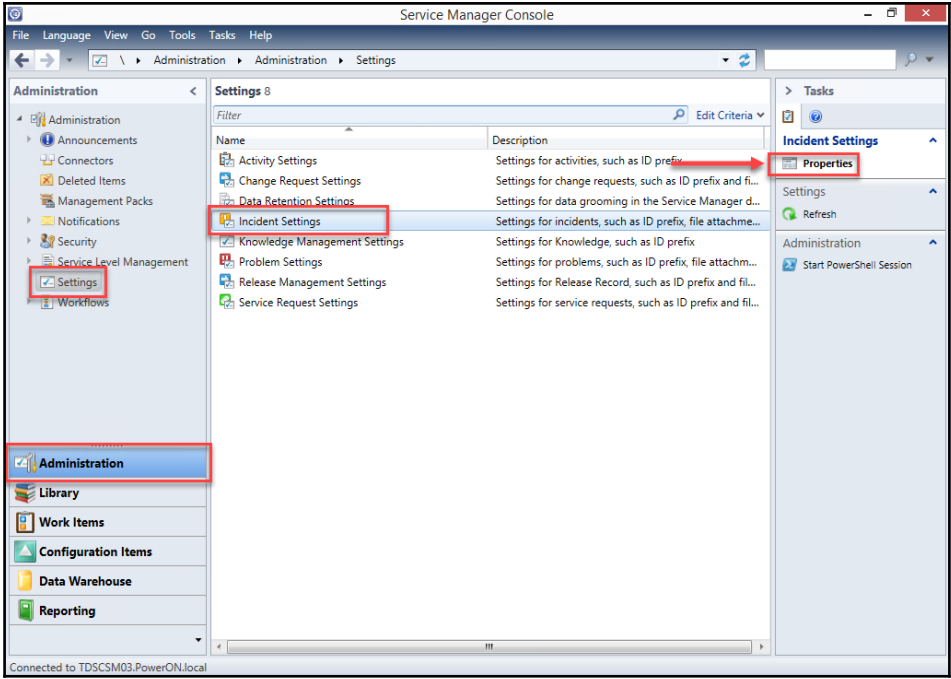 Service Manager Console
File Language View Go Tools Tasks Help
\ Administration Administration Settings
Administration
Administration
Announcements
Connectors
Deleted Items
Management Packs
Notifications
Security
Service Level Management
Settings
Workflows
Administration
Library
Work Items
Configuration Items
Data Warehouse
Reporting
Settings 8
Filter Edit Criteria
Name Description
Activity Settings Settings for activities, such as ID prefix
Change Request Settings Settings for change requests, such as ID prefix and fi...
Data Retention Settings Settings for data grooming in the Service Manager d...
Incident Settings Settings for incidents, such as ID prefix, file attachme...
Knowledge Management Settings Settings for Knowledge, such as ID prefix
Problem Settings Settings for problems, such as ID prefix, file attachm...
Release Management Settings Settings for Release Record, such as ID prefix and fil...
Service Request Settings Settings for service requests, such as ID prefix and fil...
Tasks
Incident Settings
Properties
Settings
Refresh
Administration
Start PowerShell Session
Connected to TDSCSM03.PowerON.local